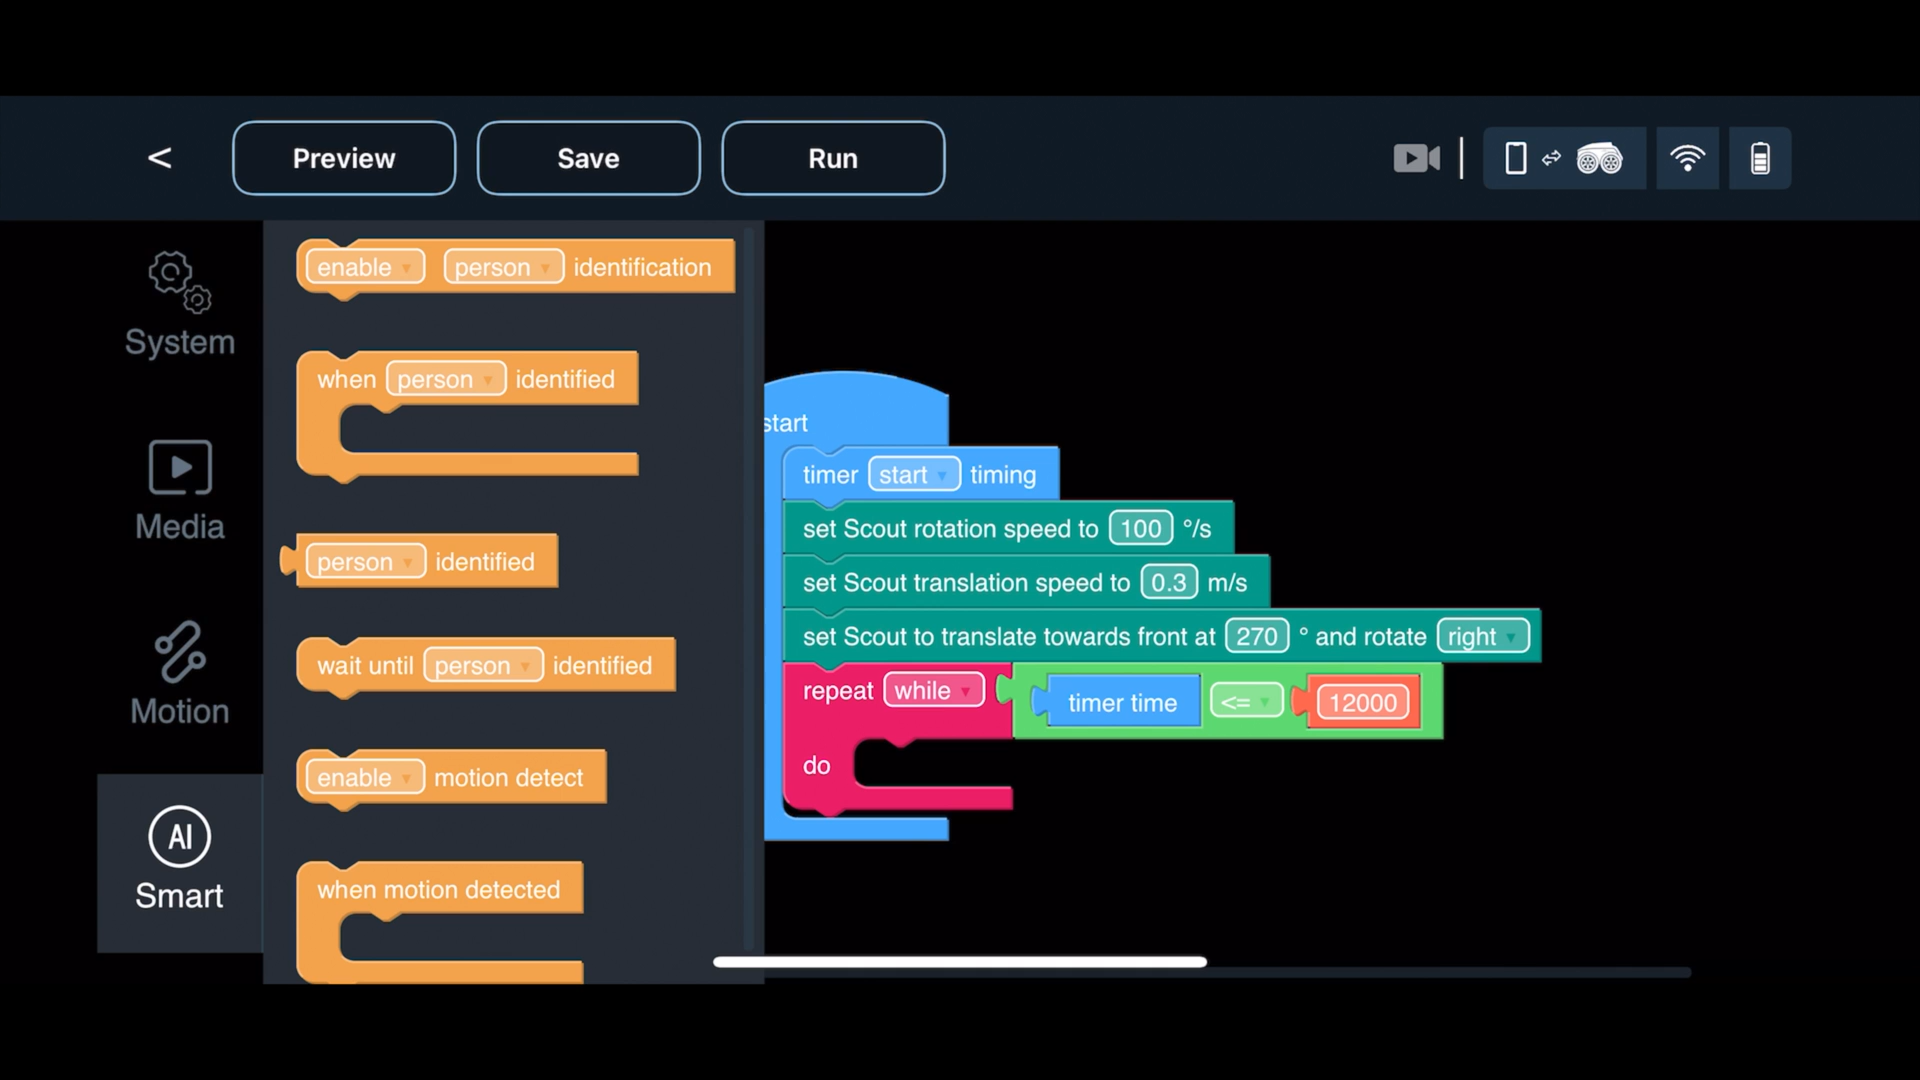 < Preview Save Run
System
Media
Motion
AI
Smart
enable person identification
when person identified
person identified
wait until person identified
enable motion detect
when motion detected
start
timer start timing
set Scout rotation speed to 100 °/s
set Scout translation speed to 0.3 m/s
set Scout to translate towards front at 270 ° and rotate right
repeat while timer time <= 12000
do